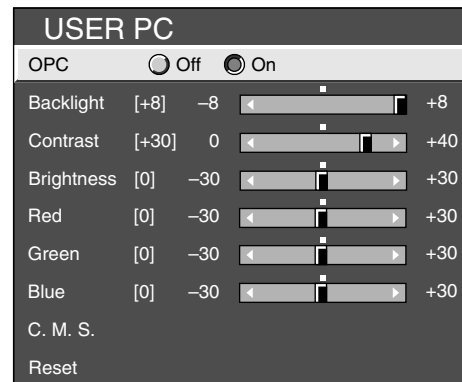 USER PC
OPC Off On
Backlight [+8] –8 +8
Contrast [+30] 0 +40
Brightness [0] –30 +30
Red [0] –30 +30
Green [0] –30 +30
Blue [0] –30 +30
C. M. S.
Reset